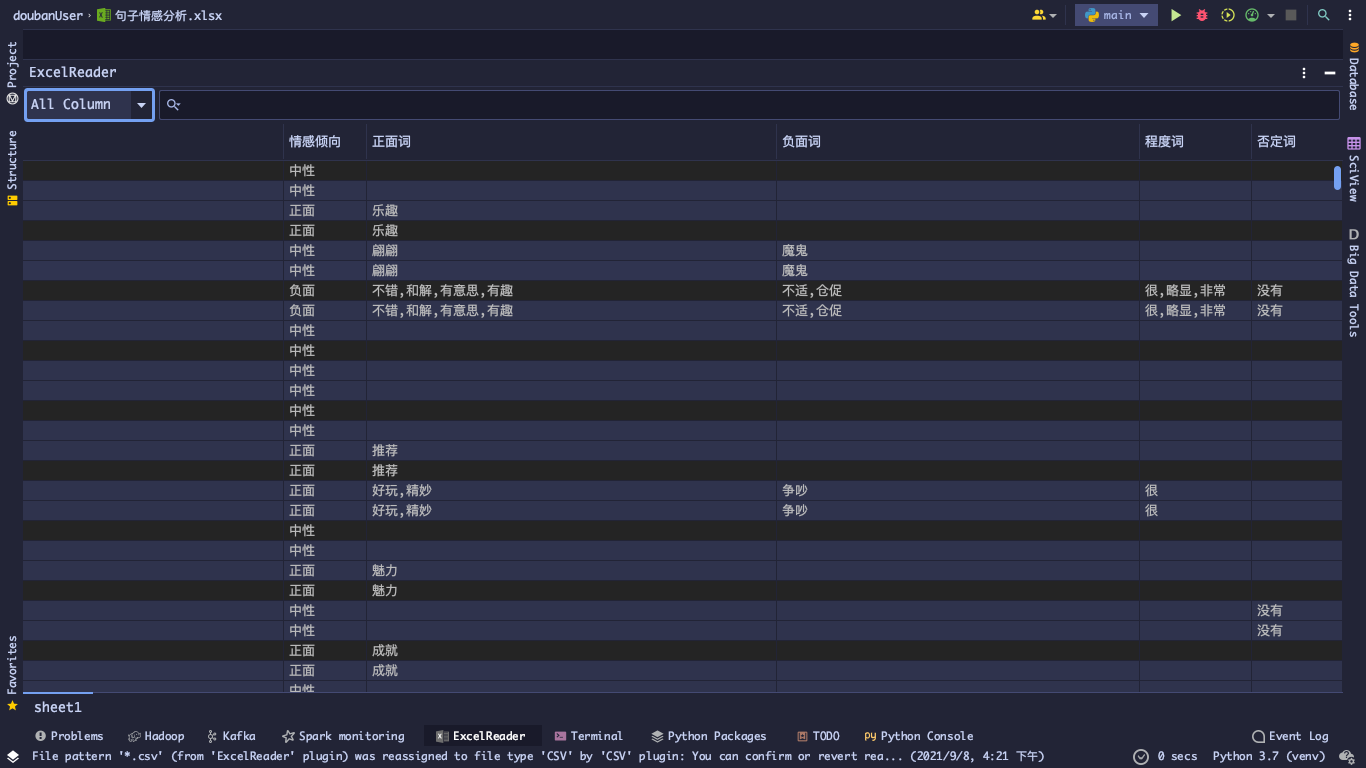 doubanUser › 句子情感分析.xlsx main
Project
Structure
Favorites
ExcelReader
All Column
情感倾向 正面词 负面词 程度词 否定词
中性
中性
正面 乐趣
正面 乐趣
中性 翩翩 魔鬼
中性 翩翩 魔鬼
负面 不错,和解,有意思,有趣 不适,仓促 很,略显,非常 没有
负面 不错,和解,有意思,有趣 不适,仓促 很,略显,非常 没有
中性
中性
中性
中性
中性
中性
正面 推荐
正面 推荐
正面 好玩,精妙 争吵 很
正面 好玩,精妙 争吵 很
中性
中性
正面 魅力
正面 魅力
中性 没有
中性 没有
正面 成就
正面 成就
中性
sheet1
Database
SciView
D Big Data Tools
Problems Hadoop Kafka Spark monitoring ExcelReader Terminal Python Packages TODO Python Console Event Log
File pattern '*.csv' (from 'ExcelReader' plugin) was reassigned to file type 'CSV' by 'CSV' plugin: You can confirm or revert rea... (2021/9/8, 4:21 下午) 0 secs Python 3.7 (venv)